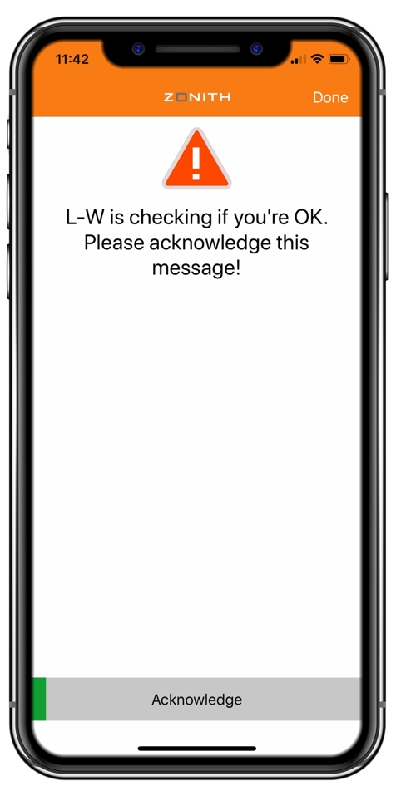 11:42
ZONITH
Done
L-W is checking if you're OK.
Please acknowledge this
message!
Acknowledge